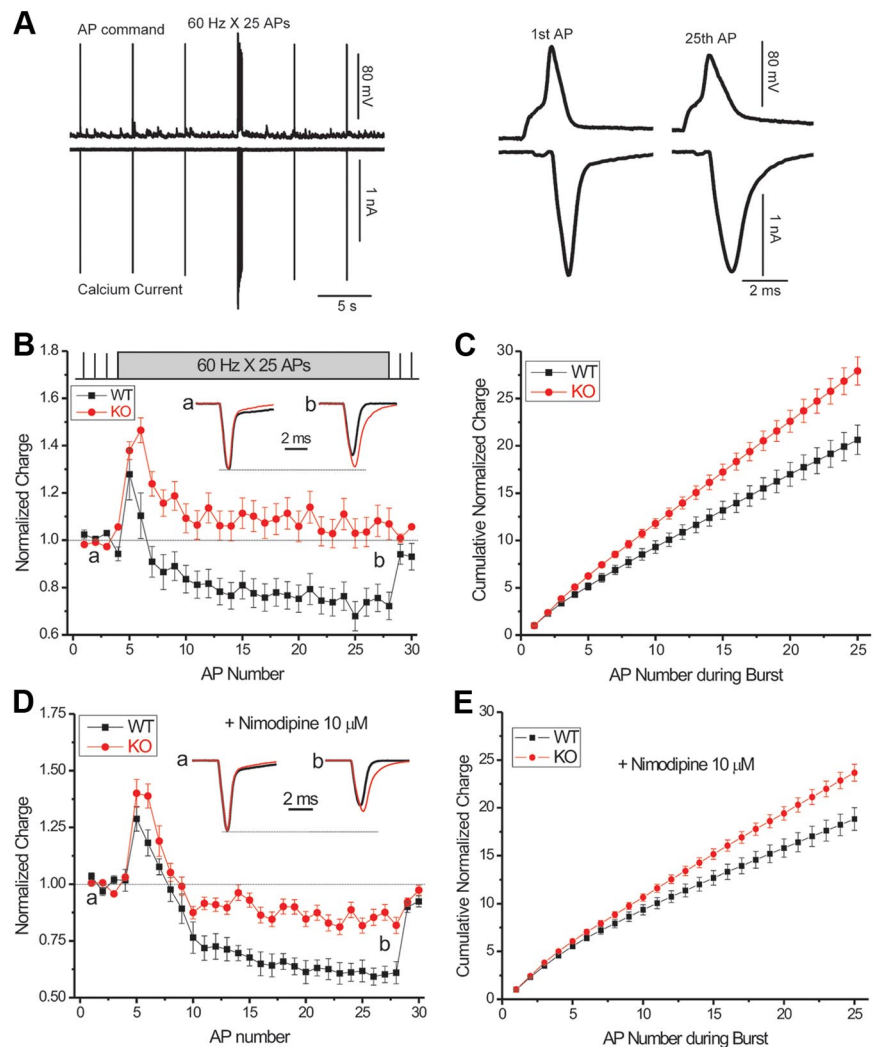 A
AP command
60 Hz X 25 APs
80 mV
1 nA
Calcium Current
5 s
1st AP
25th AP
80 mV
1 nA
2 ms
B
1.8
1.6
1.4
1.2
1.0
0.8
0.6
60 Hz X 25 APs
WT
KO
a
b
2 ms
a
b
0 5 10 15 20 25 30
AP Number
Normalized Charge
C
30
25
20
15
10
5
0
WT
KO
0 5 10 15 20 25
AP Number during Burst
Cumulative Normalized Charge
D
1.75
1.50
1.25
1.00
0.75
0.50
WT
KO
+ Nimodipine 10 µM
a
b
2 ms
a
b
0 5 10 15 20 25 30
AP number
Normalized Charge
E
30
25
20
15
10
5
0
WT
KO
+ Nimodipine 10 µM
0 5 10 15 20 25
AP Number during Burst
Cumulative Normalized Charge